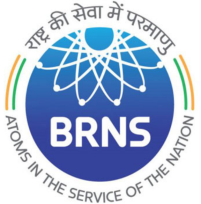 राष्ट्र की सेवा में परमाणु
BRNS
ATOMS IN THE SERVICE OF THE NATION